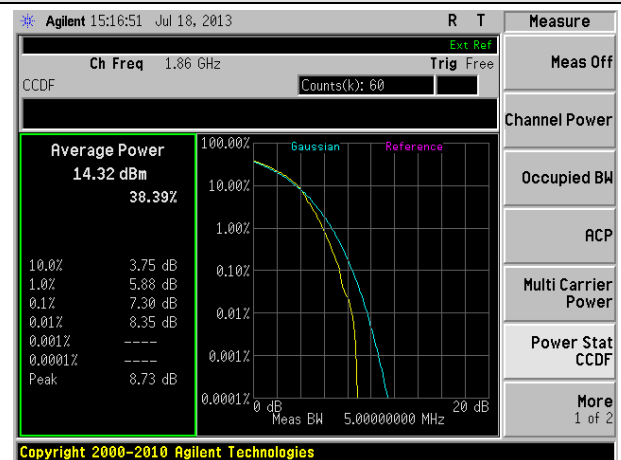 Agilent 15:16:51 Jul 18, 2013 R T
Measure
Ext Ref
Ch Freq 1.86 GHz Trig Free
CCDF Counts(k): 60
Meas Off
Channel Power
Occupied BW
ACP
Multi Carrier
Power
Power Stat
CCDF
More
1 of 2
Average Power
14.32 dBm
38.39%
10.0% 3.75 dB
1.0% 5.88 dB
0.1% 7.30 dB
0.01% 8.35 dB
0.001% ----
0.0001% ----
Peak 8.73 dB
Gaussian Reference
100.00%
10.00%
1.00%
0.10%
0.01%
0.001%
0.0001%
0 dB 20 dB
Meas BW 5.00000000 MHz
Copyright 2000-2010 Agilent Technologies